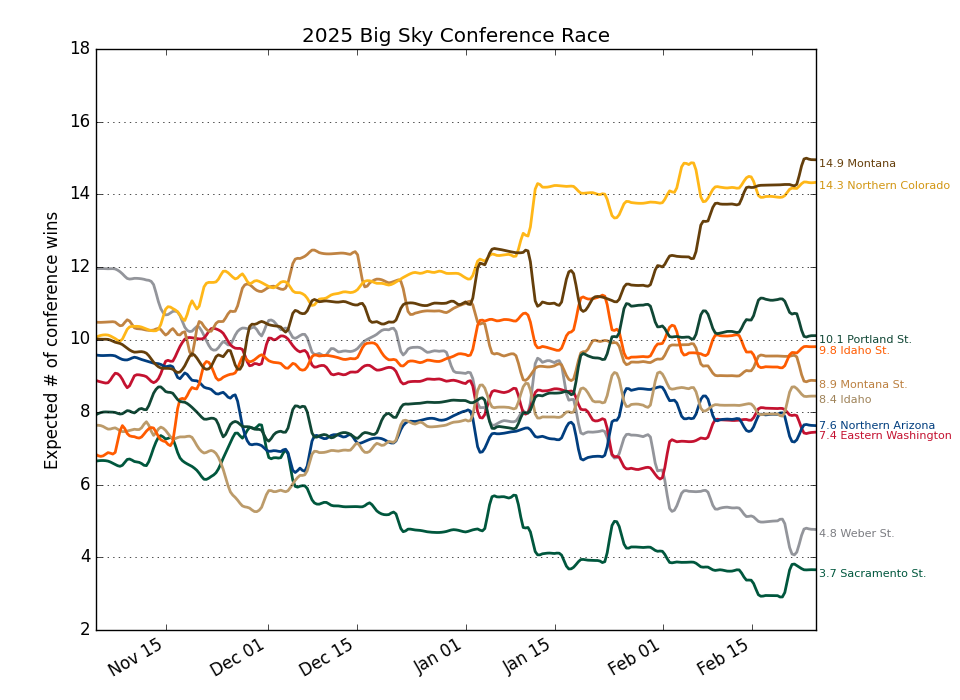 2025 Big Sky Conference Race
Expected # of conference wins
18
16
14
12
10
8
6
4
2
14.9 Montana
14.3 Northern Colorado
10.1 Portland St.
9.8 Idaho St.
8.9 Montana St.
8.4 Idaho
7.6 Northern Arizona
7.4 Eastern Washington
4.8 Weber St.
3.7 Sacramento St.
Nov 15
Dec 01
Dec 15
Jan 01
Jan 15
Feb 01
Feb 15